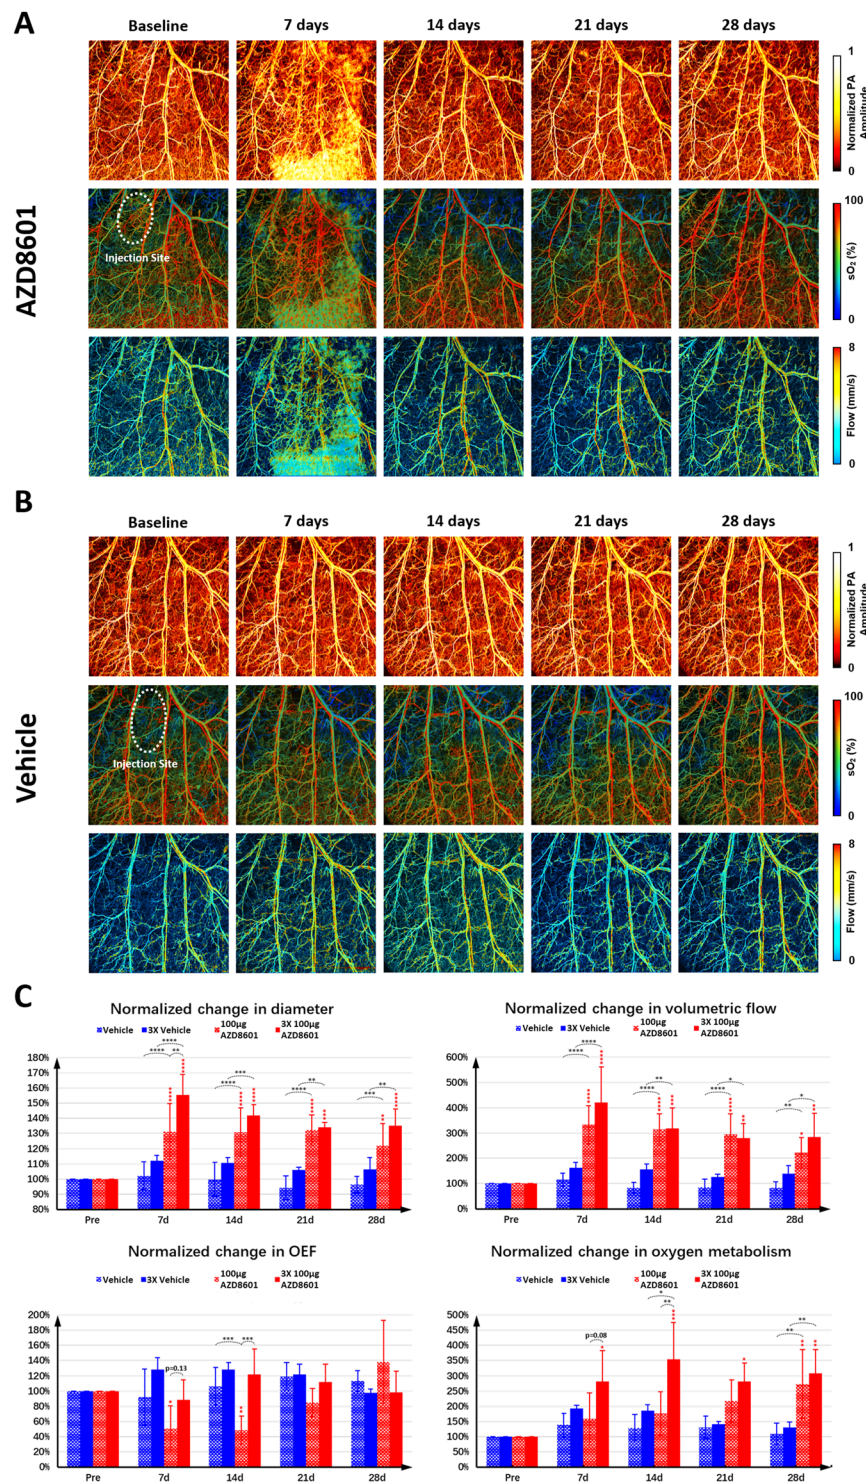 A
Baseline 7 days 14 days 21 days 28 days
AZD8601
Injection Site
1
Normalized PA
Amplitude
0
100
sO₂ (%)
0
8
Flow (mm/s)
0
B
Baseline 7 days 14 days 21 days 28 days
Vehicle
Injection Site
1
Normalized PA
Amplitude
0
100
sO₂ (%)
0
8
Flow (mm/s)
0
C
Normalized change in diameter
Vehicle 3X Vehicle 100µg AZD8601 3X 100µg AZD8601
180%
170%
160%
150%
140%
130%
120%
110%
100%
90%
80%
**** **** ** ****
**** *** **** ****
**** ** **** ****
*** ** ** ****
Pre 7d 14d 21d 28d
Normalized change in volumetric flow
Vehicle 3X Vehicle 100µg AZD8601 3X 100µg AZD8601
600%
500%
400%
300%
200%
100%
0%
**** **** **** ****
**** ** **** ****
**** * **** **
** * * **
Pre 7d 14d 21d 28d
Normalized change in OEF
Vehicle 3X Vehicle 100µg AZD8601 3X 100µg AZD8601
200%
180%
160%
140%
120%
100%
80%
60%
40%
20%
0%
p=0.13
*
*** ***
**
Pre 7d 14d 21d 28d
Normalized change in oxygen metabolism
Vehicle 3X Vehicle 100µg AZD8601 3X 100µg AZD8601
500%
450%
400%
350%
300%
250%
200%
150%
100%
50%
0%
p=0.08
*
*
**
***
*
**
**
** **
Pre 7d 14d 21d 28d